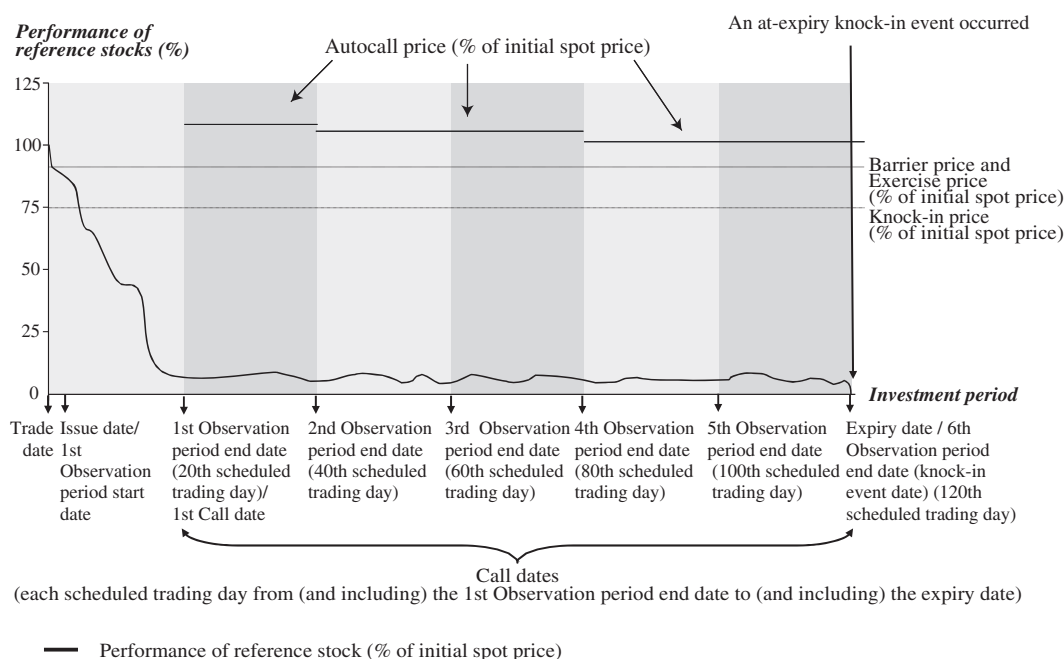 Performance of
reference stocks (%)
An at-expiry knock-in event occurred
Autocall price (% of initial spot price)
125
100
75
50
25
0
Barrier price and
Exercise price
(% of initial spot price)
Knock-in price
(% of initial spot price)
Investment period
Trade
date
Issue date/
1st
Observation
period start
date
1st Observation
period end date
(20th scheduled
trading day)/
1st Call date
2nd Observation
period end date
(40th scheduled
trading day)
3rd Observation
period end date
(60th scheduled
trading day)
4th Observation
period end date
(80th scheduled
trading day)
5th Observation
period end date
(100th scheduled
trading day)
Expiry date / 6th
Observation period
end date (knock-in
event date) (120th
scheduled trading day)
Call dates
(each scheduled trading day from (and including) the 1st Observation period end date to (and including) the expiry date)
Performance of reference stock (% of initial spot price)